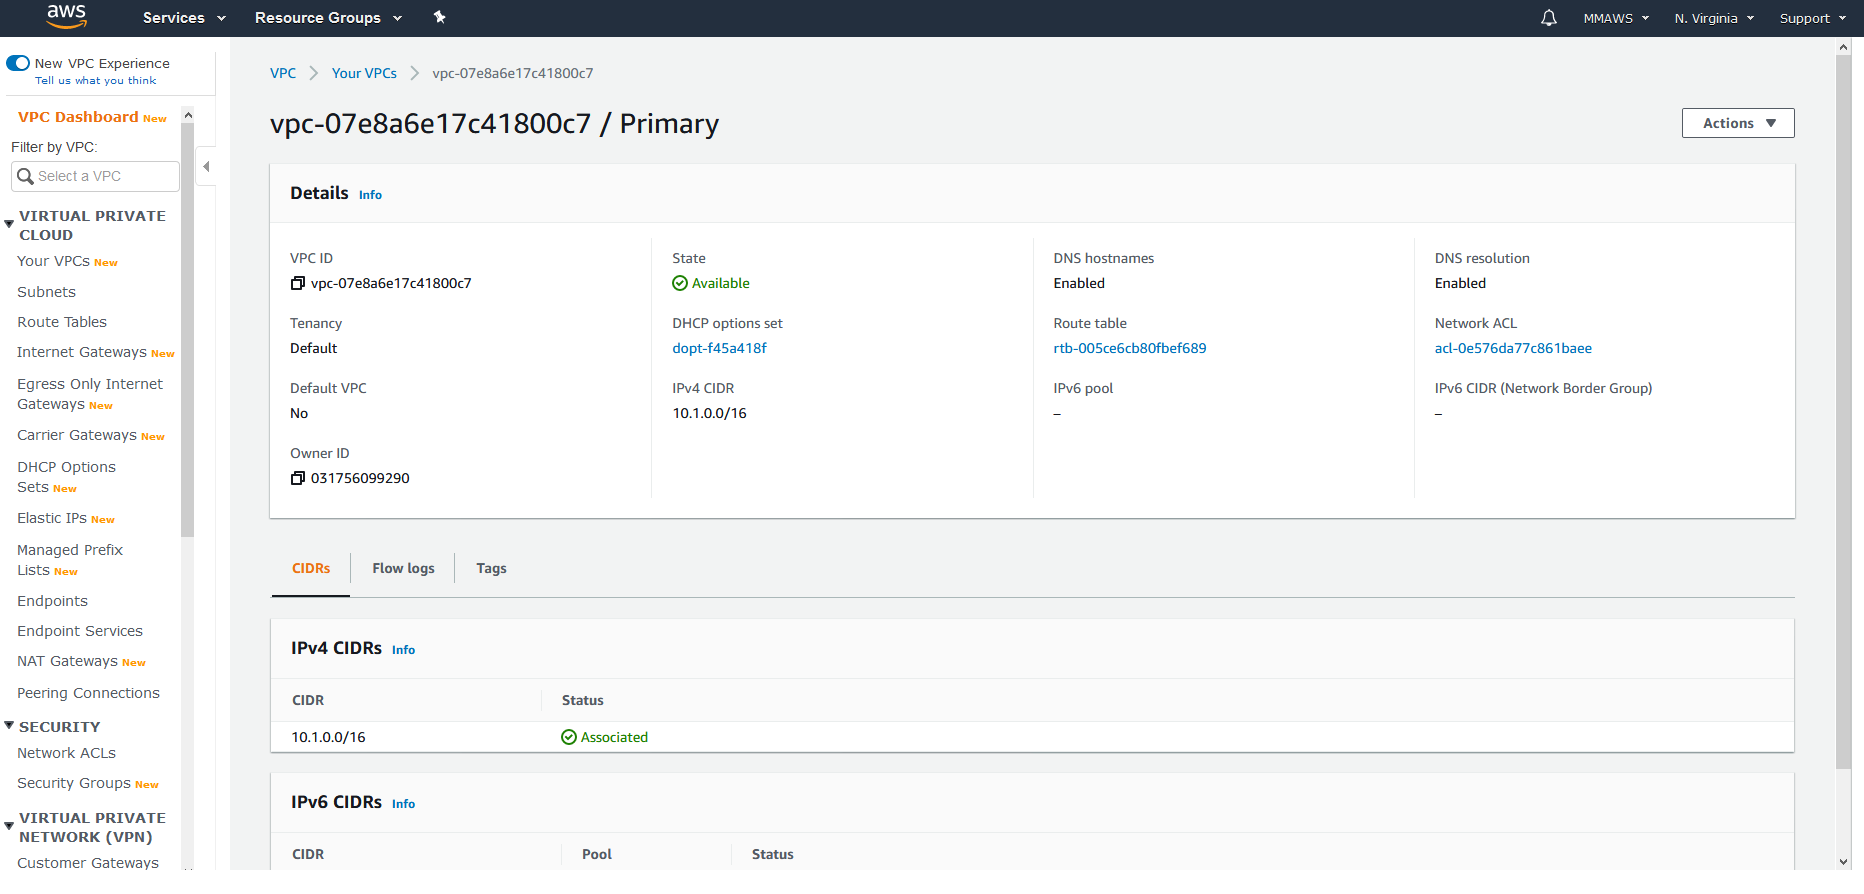 aws Services Resource Groups MMAWS N. Virginia Support
New VPC Experience
Tell us what you think
VPC Dashboard New
Filter by VPC:
Select a VPC
VIRTUAL PRIVATE
CLOUD
Your VPCs New
Subnets
Route Tables
Internet Gateways New
Egress Only Internet
Gateways New
Carrier Gateways New
DHCP Options
Sets New
Elastic IPs New
Managed Prefix
Lists New
Endpoints
Endpoint Services
NAT Gateways New
Peering Connections
SECURITY
Network ACLs
Security Groups New
VIRTUAL PRIVATE
NETWORK (VPN)
Customer Gateways
VPC Your VPCs vpc-07e8a6e17c41800c7
vpc-07e8a6e17c41800c7 / Primary
Actions
Details Info
VPC ID
vpc-07e8a6e17c41800c7
State
Available
DNS hostnames
Enabled
DNS resolution
Enabled
Tenancy
Default
DHCP options set
dopt-f45a418f
Route table
rtb-005ce6cb80fbef689
Network ACL
acl-0e576da77c861baee
Default VPC
No
IPv4 CIDR
10.1.0.0/16
IPv6 pool
–
IPv6 CIDR (Network Border Group)
–
Owner ID
031756099290
CIDRs Flow logs Tags
IPv4 CIDRs Info
CIDR Status
10.1.0.0/16 Associated
IPv6 CIDRs Info
CIDR Pool Status